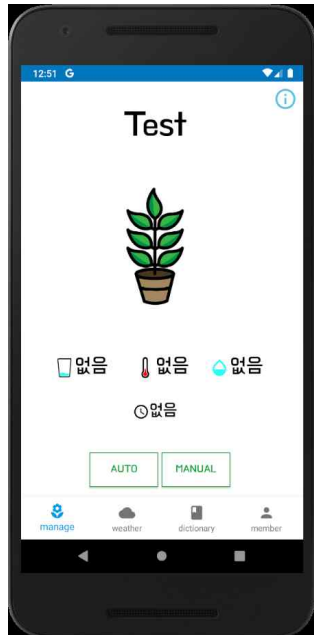 12:51 G
Test
없음 없음 없음
없음
AUTO MANUAL
manage weather dictionary member